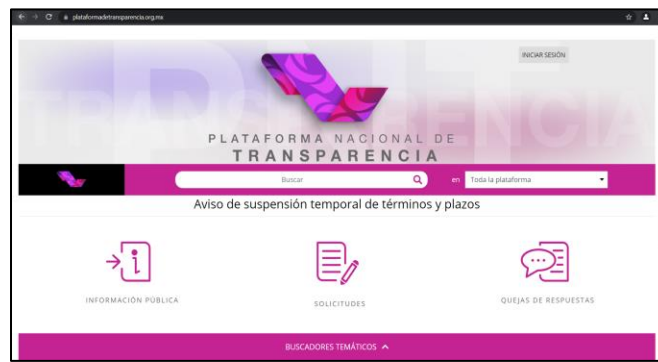 plataformadetransparencia.org.mx
INICIAR SESIÓN
PNT
TRANSPARENCIA
PLATAFORMA NACIONAL DE
TRANSPARENCIA
Buscar
en Toda la plataforma
Aviso de suspensión temporal de términos y plazos
INFORMACIÓN PÚBLICA
SOLICITUDES
QUEJAS DE RESPUESTAS
BUSCADORES TEMÁTICOS